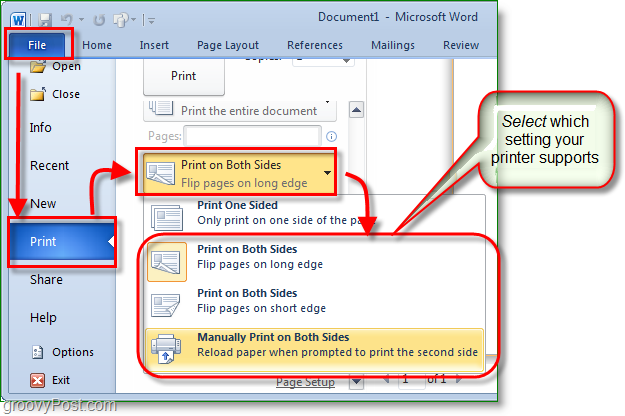 Document1 - Microsoft Word
File Home Insert Page Layout References Mailings Review
Open
Close
Info
Recent
New
Print
Share
Help
Options
Exit
Print
Print the entire document
Pages:
Print on Both Sides
Flip pages on long edge
Print One Sided
Only print on one side of the
Print on Both Sides
Flip pages on long edge
Print on Both Sides
Flip pages on short edge
Manually Print on Both Sides
Reload paper when prompted to print the second side
Page Setup
1 of 1
Select which
setting your
printer supports
groovyPost.com